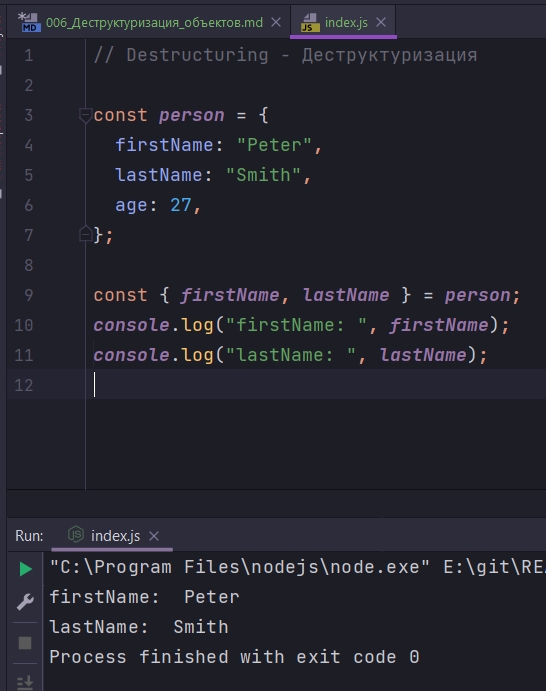 MD 006_Деструктуризация_объектов.md JS index.js
1 // Destructuring - Деструктуризация
2
3 const person = {
4 firstName: "Peter",
5 lastName: "Smith",
6 age: 27,
7 };
8
9 const { firstName, lastName } = person;
10 console.log("firstName: ", firstName);
11 console.log("lastName: ", lastName);
12
Run: JS index.js
"C:\Program Files\nodejs\node.exe" E:\git\RE
firstName:  Peter
lastName:  Smith
Process finished with exit code 0